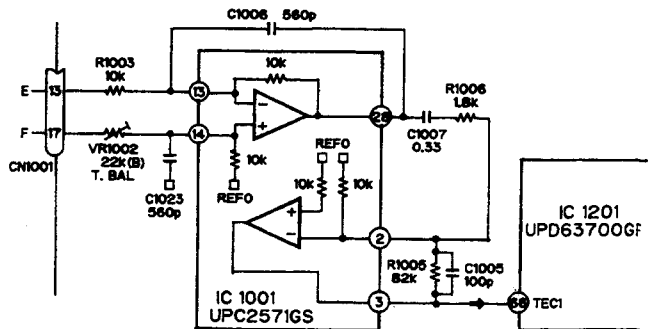 C1006 560p
R1003
10k
10k
E
13
13
28
R1006
1.8k
C1007
0.33
F
17
14
CN1001
VR1002
22k(B)
T. BAL
C1023
560p
10k
REFO
REFO
10k
10k
2
IC 1201
UPD63700GF
R1005
82k
C1005
100p
IC 1001
UPC2571GS
3
66
TEC1